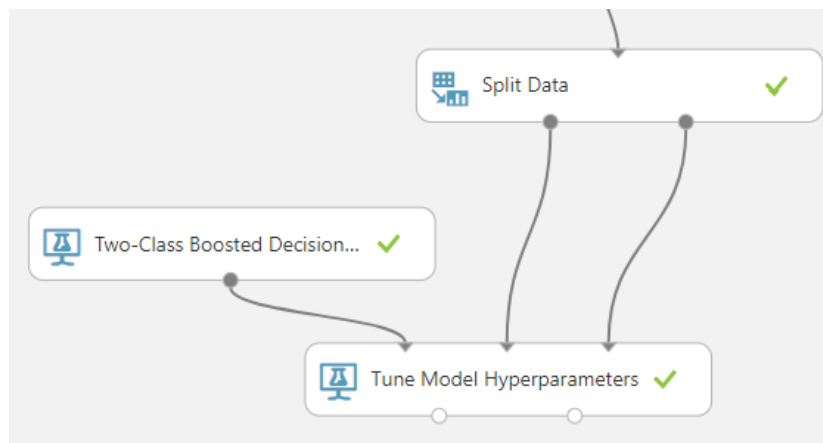 Split Data
Two-Class Boosted Decision...
Tune Model Hyperparameters